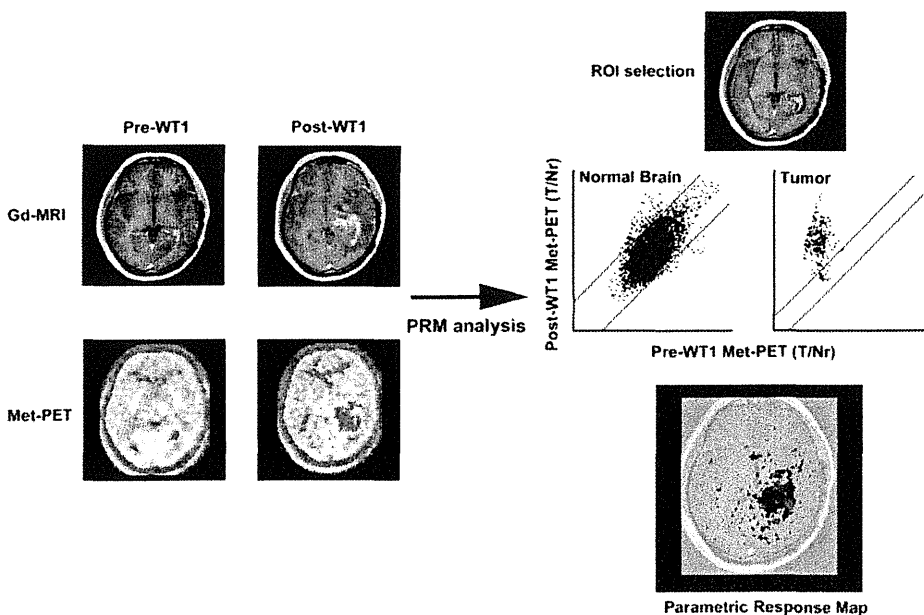 ROI selection
Pre-WT1
Post-WT1
Gd-MRI
Normal Brain
Tumor
Post-WT1 Met-PET (T/Nr)
PRM analysis
Pre-WT1 Met-PET (T/Nr)
Met-PET
Parametric Response Map